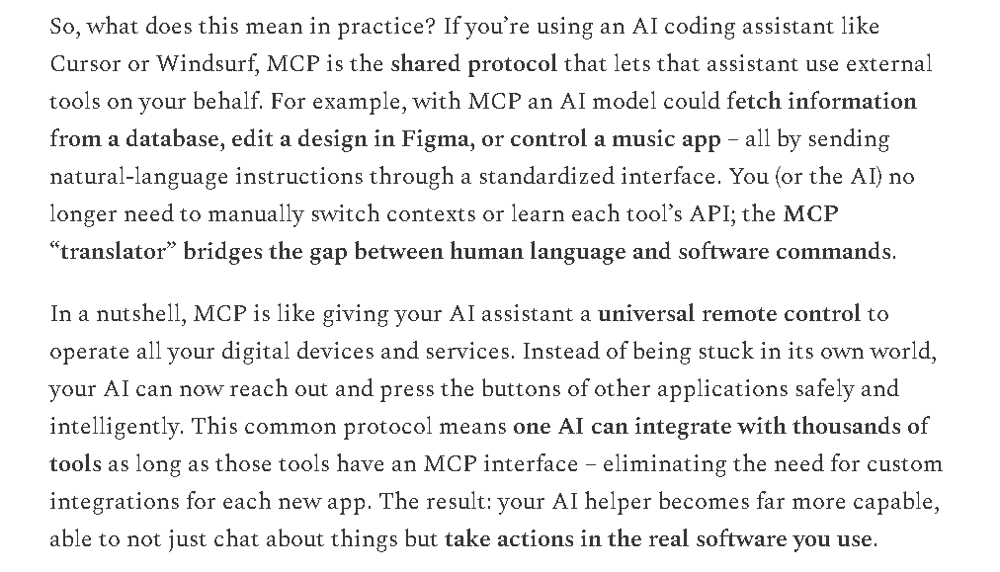 So, what does this mean in practice? If you’re using an AI coding assistant like
Cursor or Windsurf, MCP is the shared protocol that lets that assistant use external
tools on your behalf. For example, with MCP an AI model could fetch information
from a database, edit a design in Figma, or control a music app – all by sending
natural-language instructions through a standardized interface. You (or the AI) no
longer need to manually switch contexts or learn each tool’s API; the MCP
“translator” bridges the gap between human language and software commands.
In a nutshell, MCP is like giving your AI assistant a universal remote control to
operate all your digital devices and services. Instead of being stuck in its own world,
your AI can now reach out and press the buttons of other applications safely and
intelligently. This common protocol means one AI can integrate with thousands of
tools as long as those tools have an MCP interface – eliminating the need for custom
integrations for each new app. The result: your AI helper becomes far more capable,
able to not just chat about things but take actions in the real software you use.